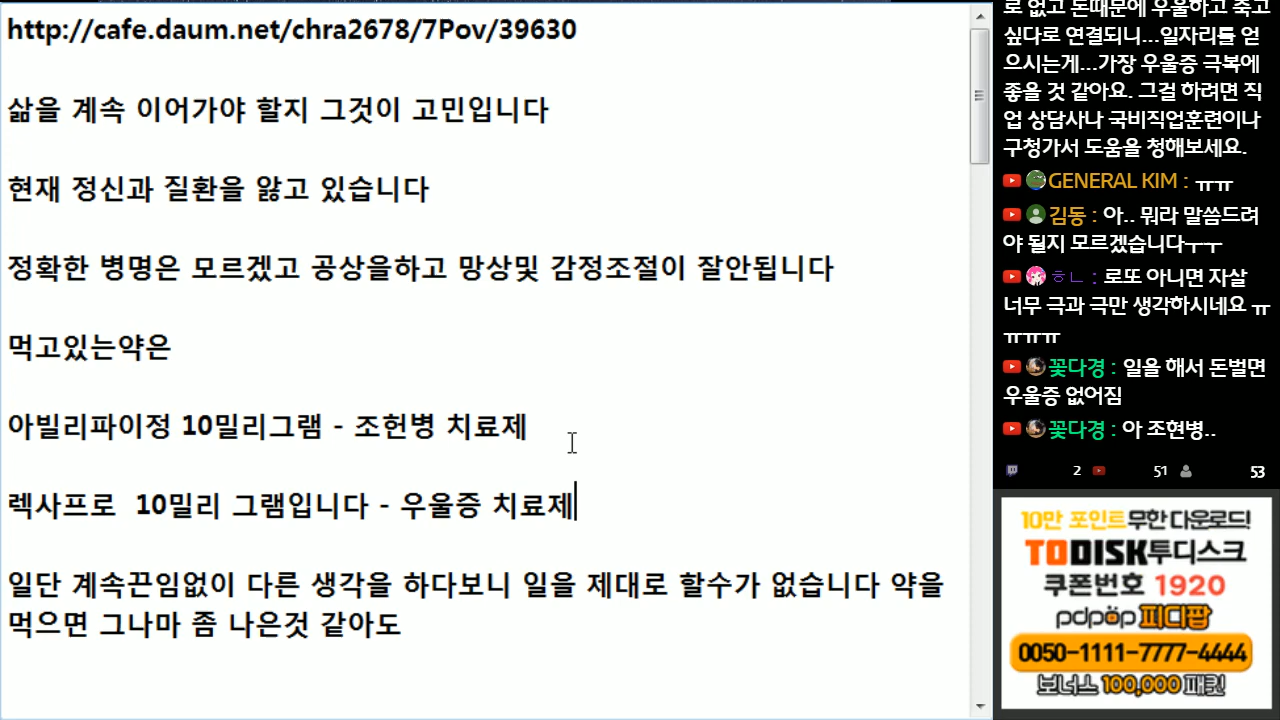 http://cafe.daum.net/chra2678/7Pov/39630
삶을 계속 이어가야 할지 그것이 고민입니다
현재 정신과 질환을 앓고 있습니다
정확한 병명은 모르겠고 공상을하고 망상및 감정조절이 잘안됩니다
먹고있는약은
아빌리파이정 10밀리그램 - 조헌병 치료제
렉사프로 10밀리 그램입니다 - 우울증 치료제
일단 계속끈임없이 다른 생각을 하다보니 일을 제대로 할수가 없습니다 약을
먹으면 그나마 좀 나은것 같아도
로 없고 돈때문에 우울하고 죽고
싶다로 연결되니...일자리를 얻
으시는게...가장 우울증 극복에
좋을 것 같아요. 그걸 하려면 직
업 상담사나 국비직업훈련이나
구청가서 도움을 청해보세요.
GENERAL KIM : ㅠㅠ
김동 : 아.. 뭐라 말씀드려
야 될지 모르겠습니다ㅜㅜ
ㅎㄴ : 로또 아니면 자살
너무 극과 극만 생각하시네요 ㅠ
ㅠㅠㅠ
꽃다경 : 일을 해서 돈벌면
우울증 없어짐
꽃다경 : 아 조현병..
2 51 53
10만 포인트무한다운로드!
TODISK투디스크
쿠폰번호 1920
pdpop 피디팝
0050-1111-7777-4444
보너스 100,000 패킷